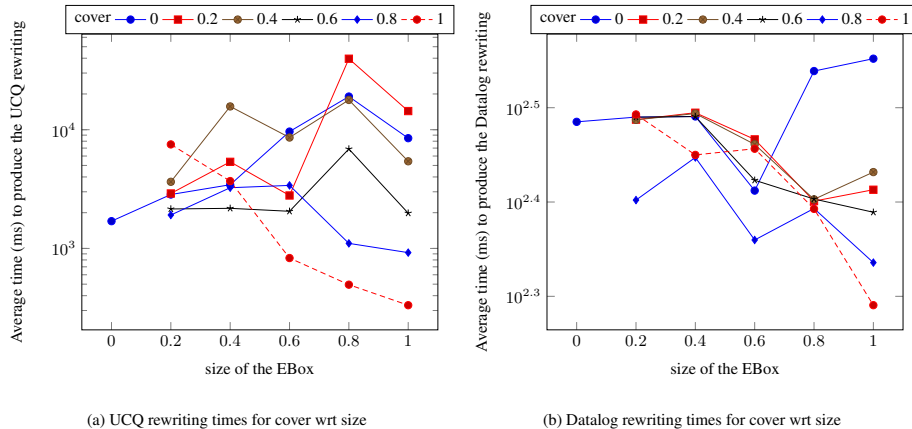 cover 0 0.2 0.4 0.6 0.8 1
Average time (ms) to produce the UCQ rewriting
10^4
10^3
0 0.2 0.4 0.6 0.8 1
size of the EBox
(a) UCQ rewriting times for cover wrt size
cover 0 0.2 0.4 0.6 0.8 1
Average time (ms) to produce the Datalog rewriting
10^2.5
10^2.4
10^2.3
0 0.2 0.4 0.6 0.8 1
size of the EBox
(b) Datalog rewriting times for cover wrt size